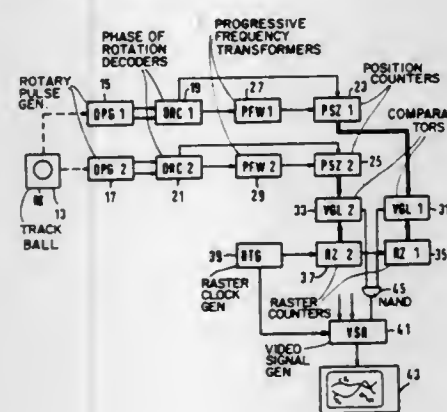 PROGRESSIVE
FREQUENCY
TRANSFORMERS
PHASE OF
ROTATION
DECODERS
POSITION
COUNTERS
ROTARY
PULSE
GEN.
15
19
27
23
DPG 1
DRC 1
PFW 1
PSZ 1
COMPARA
TORS
DPG 2
DRC 2
PFW 2
PSZ 2
25
13
17
21
29
TRACK
BALL
33
VGL 2
VGL 1
31
39
RTG
RZ 2
RZ 1
35
RASTER
CLOCK
GEN
37
45
NAND
RASTER
COUNTERS
VIDEO
SIGNAL
GEN
VSR
41
43